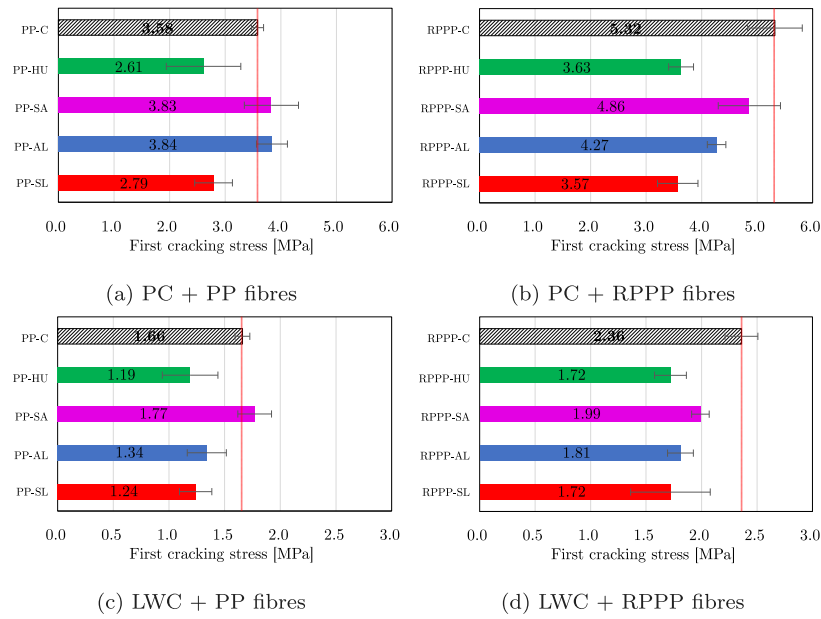 PP-C
3.58
PP-HU
2.61
PP-SA
3.83
PP-AL
3.84
PP-SL
2.79
0.0 1.0 2.0 3.0 4.0 5.0 6.0
First cracking stress [MPa]
(a) PC + PP fibres
RPPP-C
5.32
RPPP-HU
3.63
RPPP-SA
4.86
RPPP-AL
4.27
RPPP-SL
3.57
0.0 1.0 2.0 3.0 4.0 5.0 6.0
First cracking stress [MPa]
(b) PC + RPPP fibres
PP-C
1.66
PP-HU
1.19
PP-SA
1.77
PP-AL
1.34
PP-SL
1.24
0.0 0.5 1.0 1.5 2.0 2.5 3.0
First cracking stress [MPa]
(c) LWC + PP fibres
RPPP-C
2.36
RPPP-HU
1.72
RPPP-SA
1.99
RPPP-AL
1.81
RPPP-SL
1.72
0.0 0.5 1.0 1.5 2.0 2.5 3.0
First cracking stress [MPa]
(d) LWC + RPPP fibres